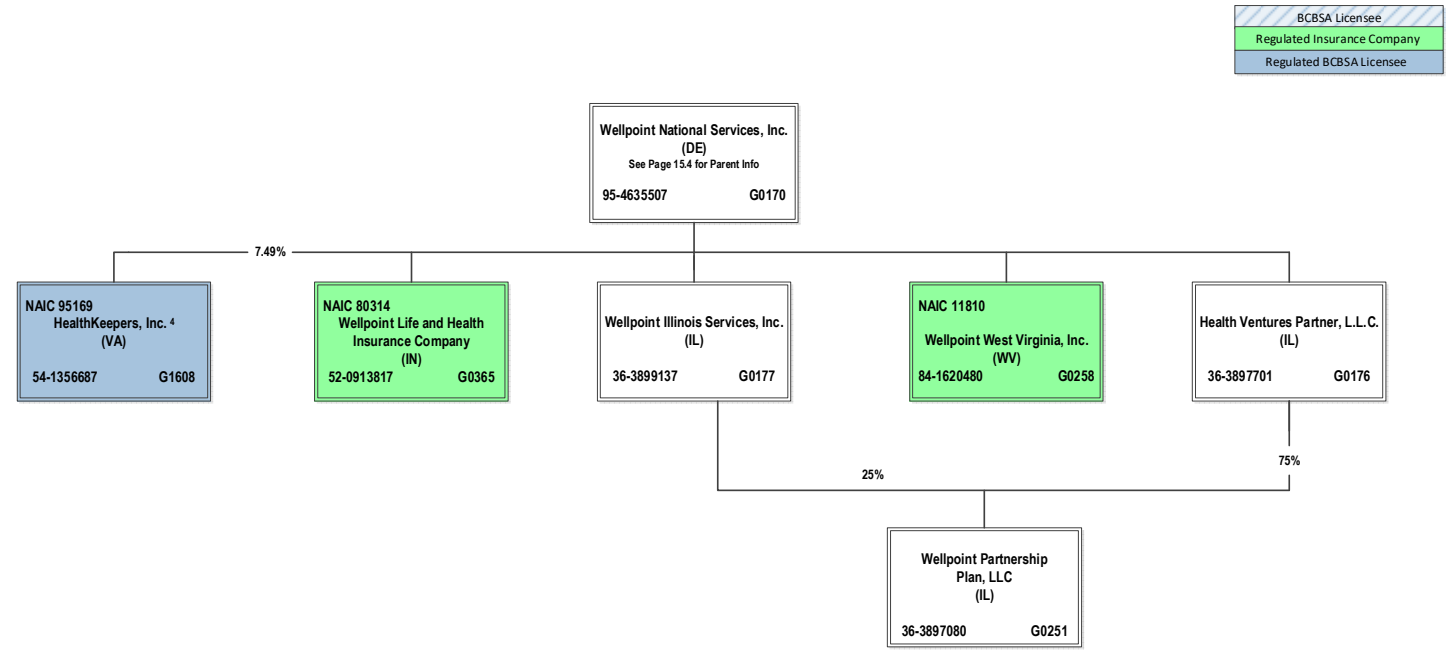 BCBSA Licensee
Regulated Insurance Company
Regulated BCBSA Licensee
Wellpoint National Services, Inc.
(DE)
See Page 15.4 for Parent Info
95-4635507 G0170
7.49%
NAIC 95169
HealthKeepers, Inc. ⁴
(VA)
54-1356687 G1608
NAIC 80314
Wellpoint Life and Health
Insurance Company
(IN)
52-0913817 G0365
Wellpoint Illinois Services, Inc.
(IL)
36-3899137 G0177
NAIC 11810
Wellpoint West Virginia, Inc.
(WV)
84-1620480 G0258
Health Ventures Partner, L.L.C.
(IL)
36-3897701 G0176
25%
75%
Wellpoint Partnership
Plan, LLC
(IL)
36-3897080 G0251